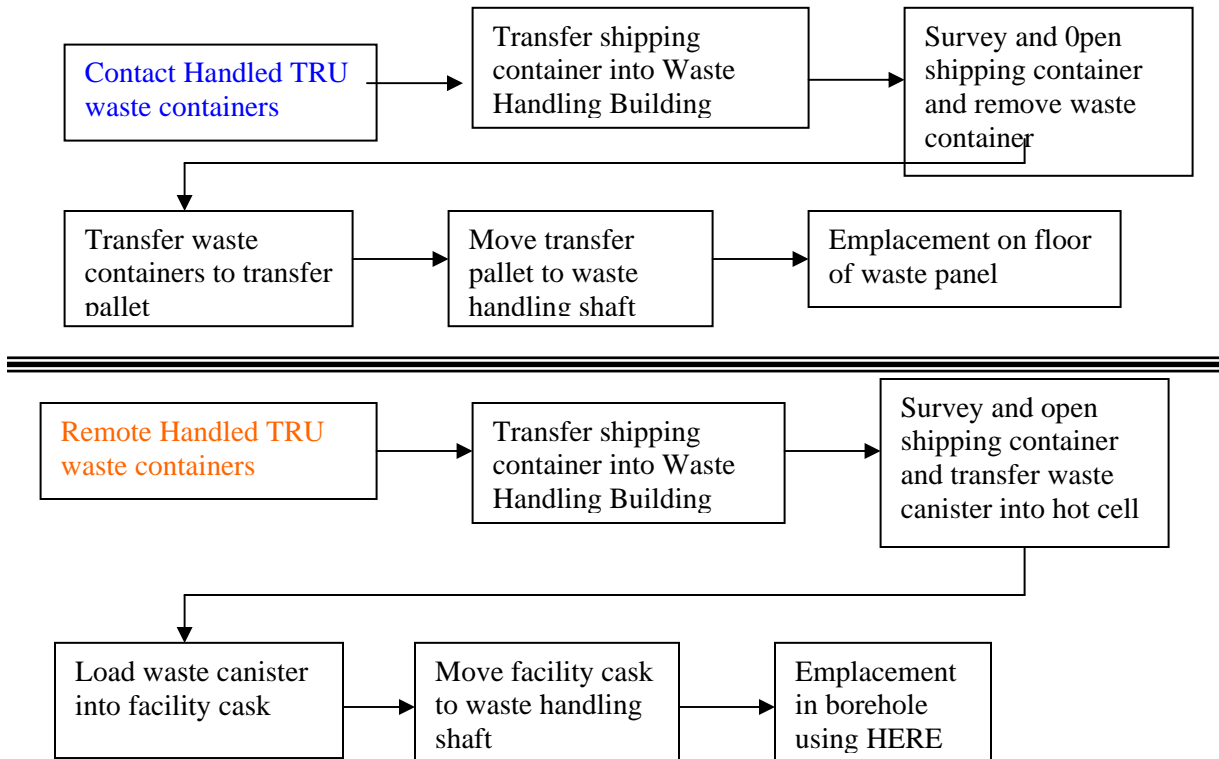 Contact Handled TRU
waste containers
Transfer shipping
container into Waste
Handling Building
Survey and 0pen
shipping container
and remove waste
container
Transfer waste
containers to transfer
pallet
Move transfer
pallet to waste
handling shaft
Emplacement on floor
of waste panel
Remote Handled TRU
waste containers
Transfer shipping
container into Waste
Handling Building
Survey and open
shipping container
and transfer waste
canister into hot cell
Load waste canister
into facility cask
Move facility cask
to waste handling
shaft
Emplacement
in borehole
using HERE